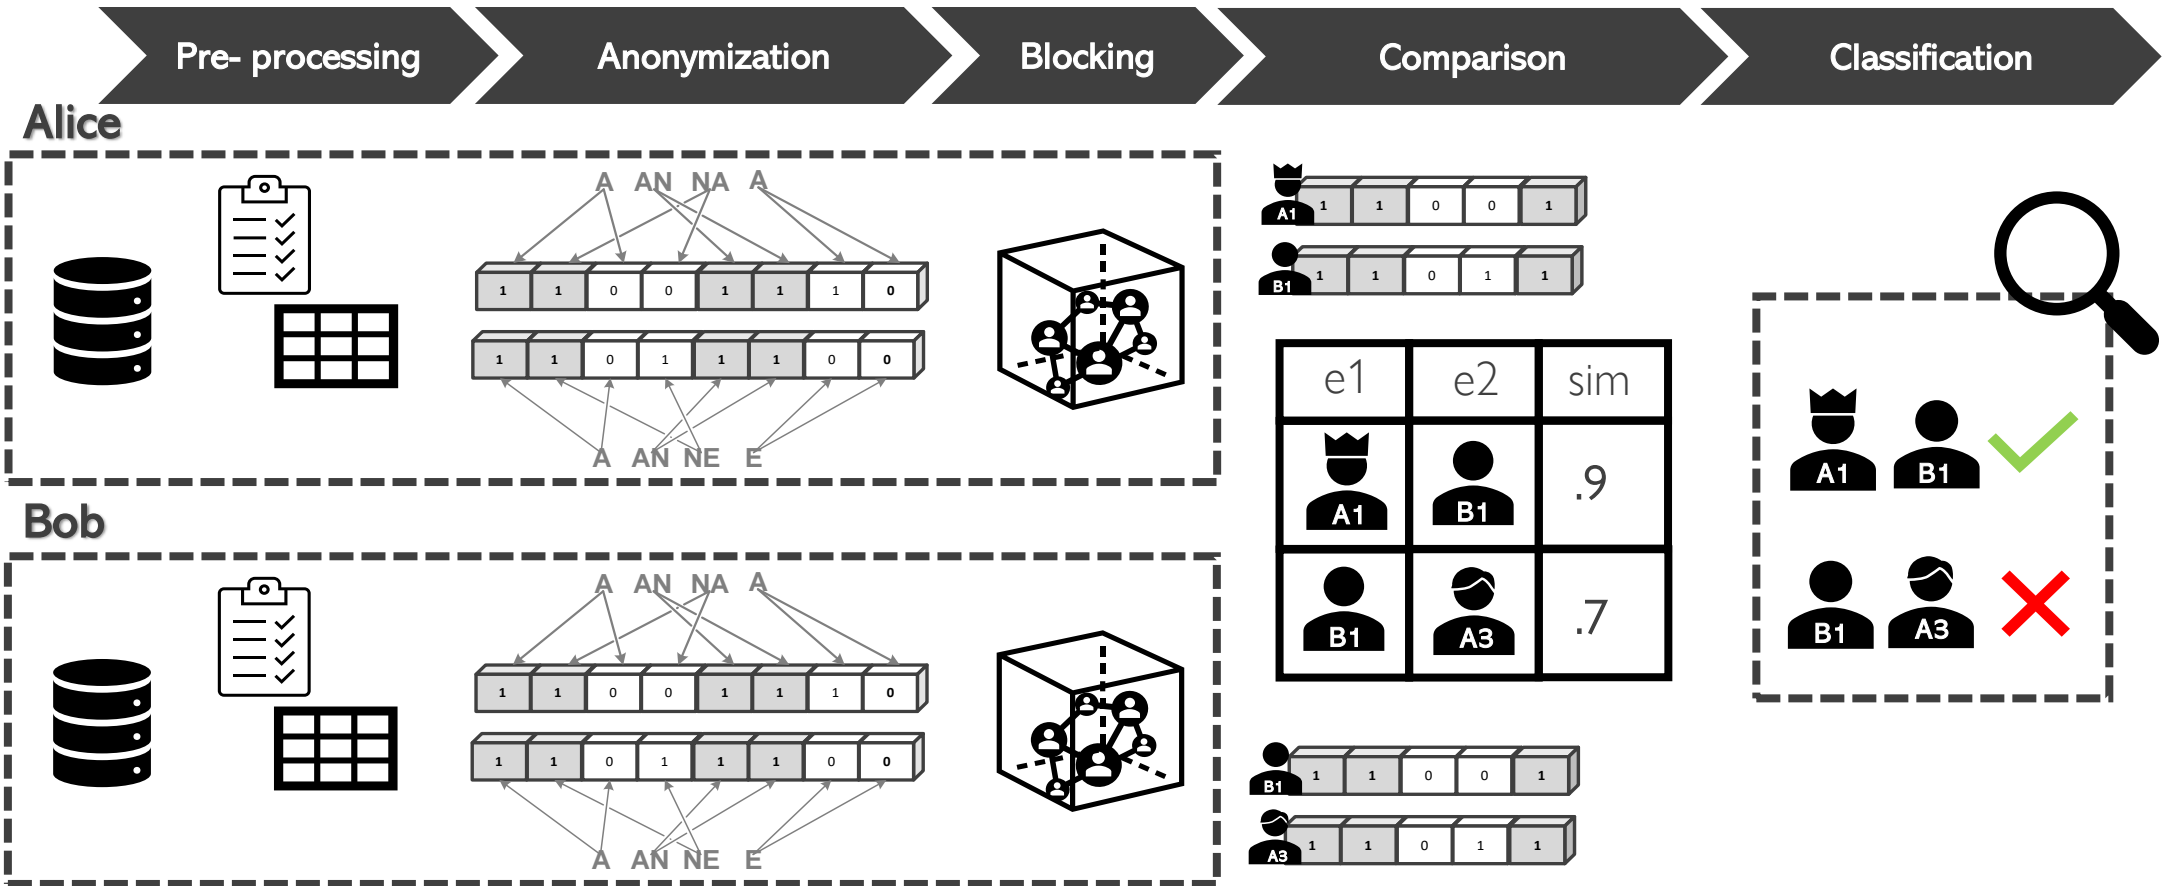 Pre- processing Anonymization Blocking Comparison Classification
Alice
A AN NA A
1 1 0 0 1 1 1 0
1 1 0 1 1 1 0 0
A AN NE E
A1 1 1 0 0 1
B1 1 1 0 1 1
e1 e2 sim
A1 B1 .9
B1 A3 .7
A1 B1
B1 A3
Bob
A AN NA A
1 1 0 0 1 1 1 0
1 1 0 1 1 1 0 0
A AN NE E
B1 1 1 0 0 1
A3 1 1 0 1 1